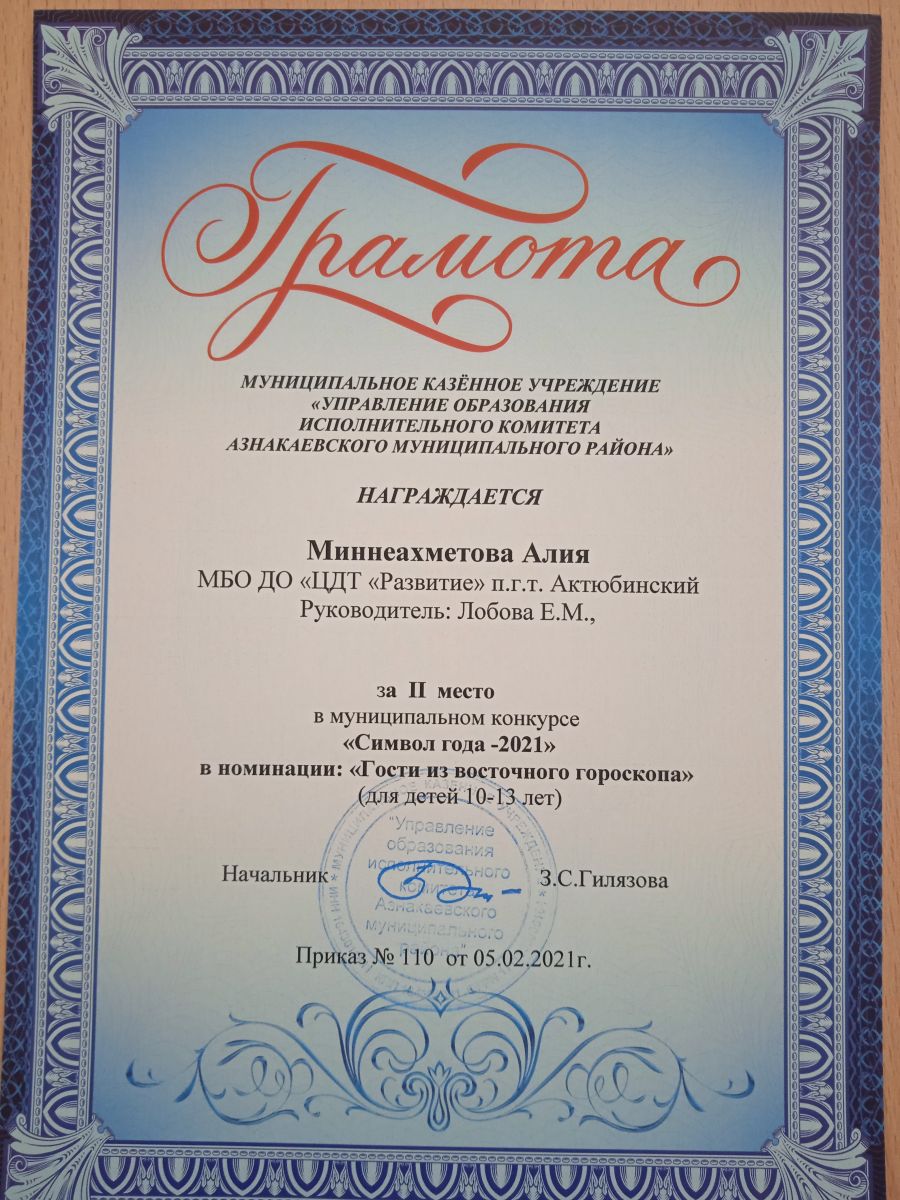 Грамота
МУНИЦИПАЛЬНОЕ КАЗЁННОЕ УЧРЕЖДЕНИЕ
«УПРАВЛЕНИЕ ОБРАЗОВАНИЯ
ИСПОЛНИТЕЛЬНОГО КОМИТЕТА
АЗНАКАЕВСКОГО МУНИЦИПАЛЬНОГО РАЙОНА»
НАГРАЖДАЕТСЯ
Миннеахметова Алия
МБО ДО «ЦДТ «Развитие» п.г.т. Актюбинский
Руководитель: Лобова Е.М.,
за II место
в муниципальном конкурсе
«Символ года -2021»
в номинации: «Гости из восточного гороскопа»
(для детей 10-13 лет)
"Управление
образования
исполнительного
комитета
Азнакаевского
муниципального
района"
Начальник З.С.Гилязова
Приказ № 110 от 05.02.2021г.